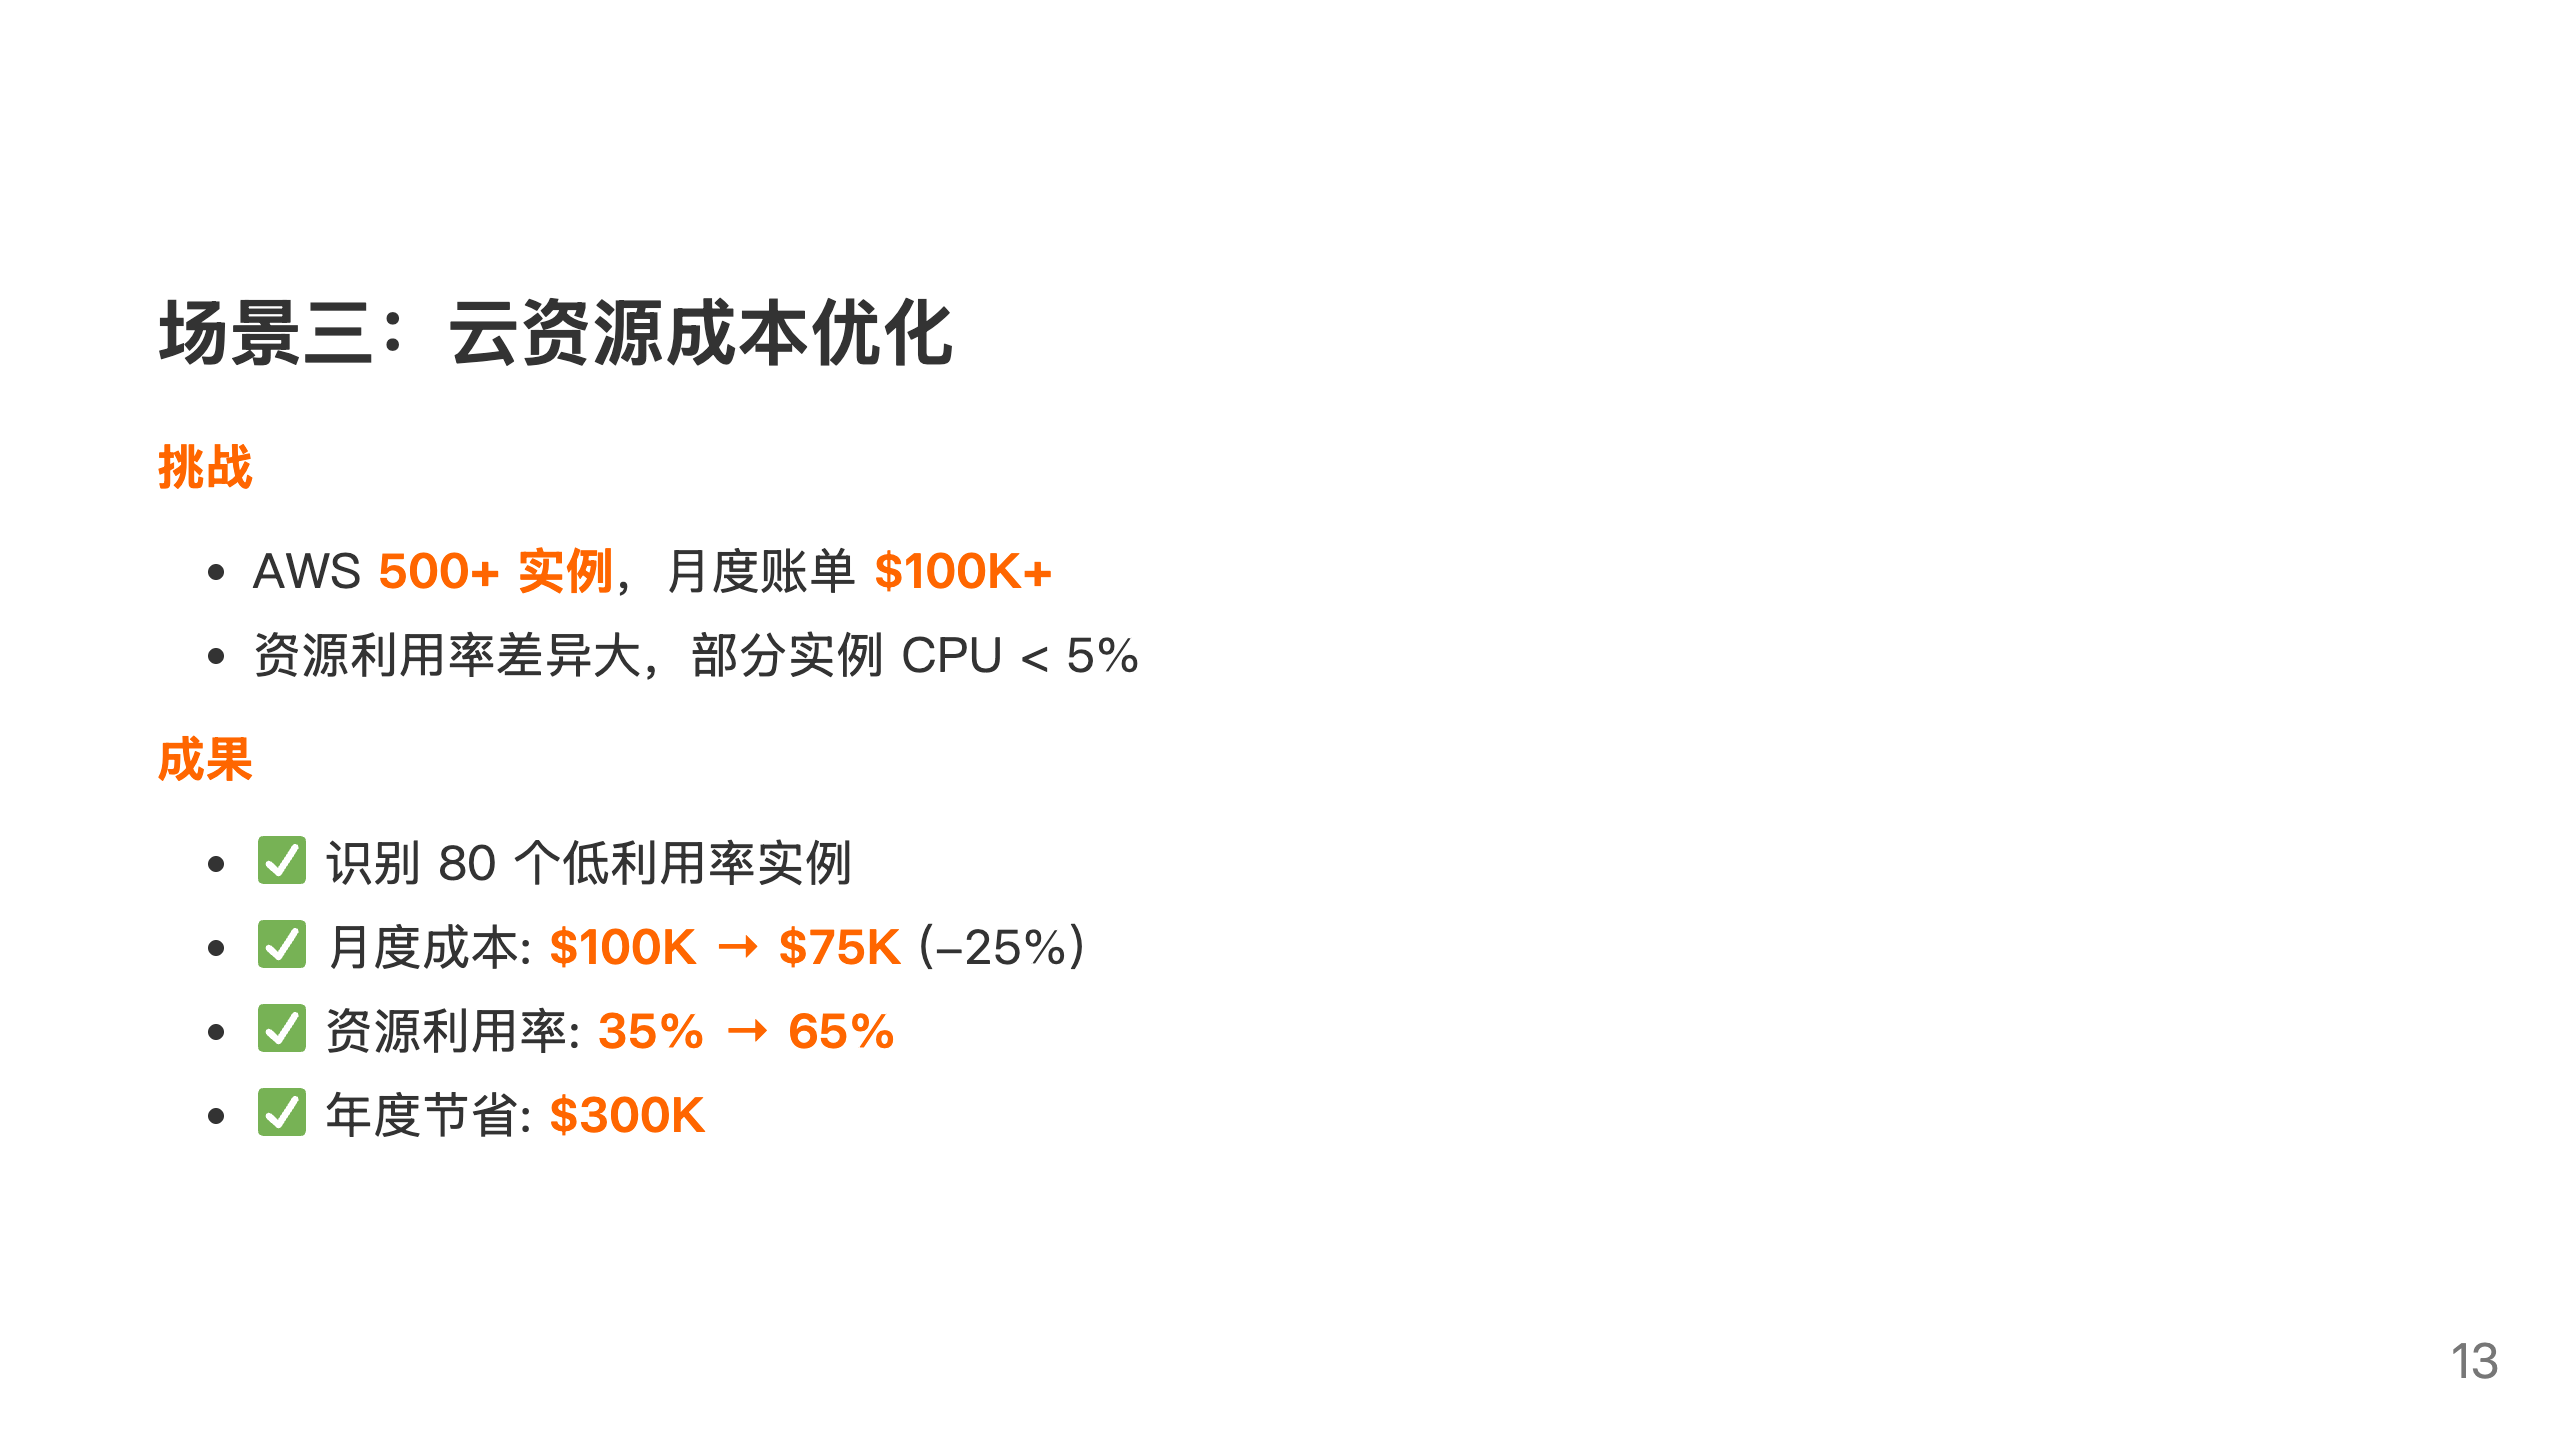 场景三：云资源成本优化
挑战
• AWS 500+ 实例，月度账单 $100K+
• 资源利用率差异大，部分实例 CPU < 5%
成果
• ✅ 识别 80 个低利用率实例
• ✅ 月度成本: $100K → $75K (−25%)
• ✅ 资源利用率: 35% → 65%
• ✅ 年度节省: $300K
13